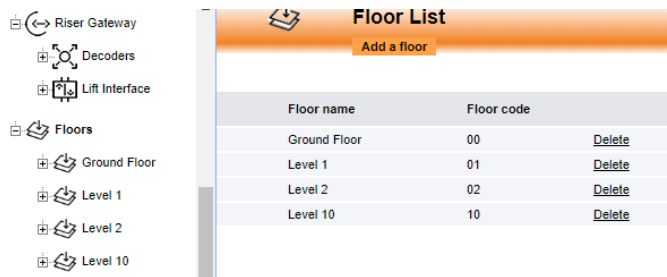 Riser Gateway
Decoders
Lift Interface
Floors
Ground Floor
Level 1
Level 2
Level 10
Floor List
Add a floor
Floor name Floor code
Ground Floor 00 Delete
Level 1 01 Delete
Level 2 02 Delete
Level 10 10 Delete